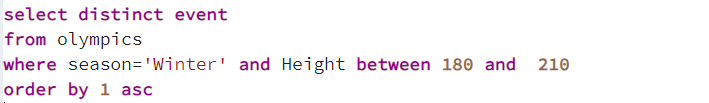 select distinct event
from olympics
where season='Winter' and Height between 180 and  210
order by 1 asc